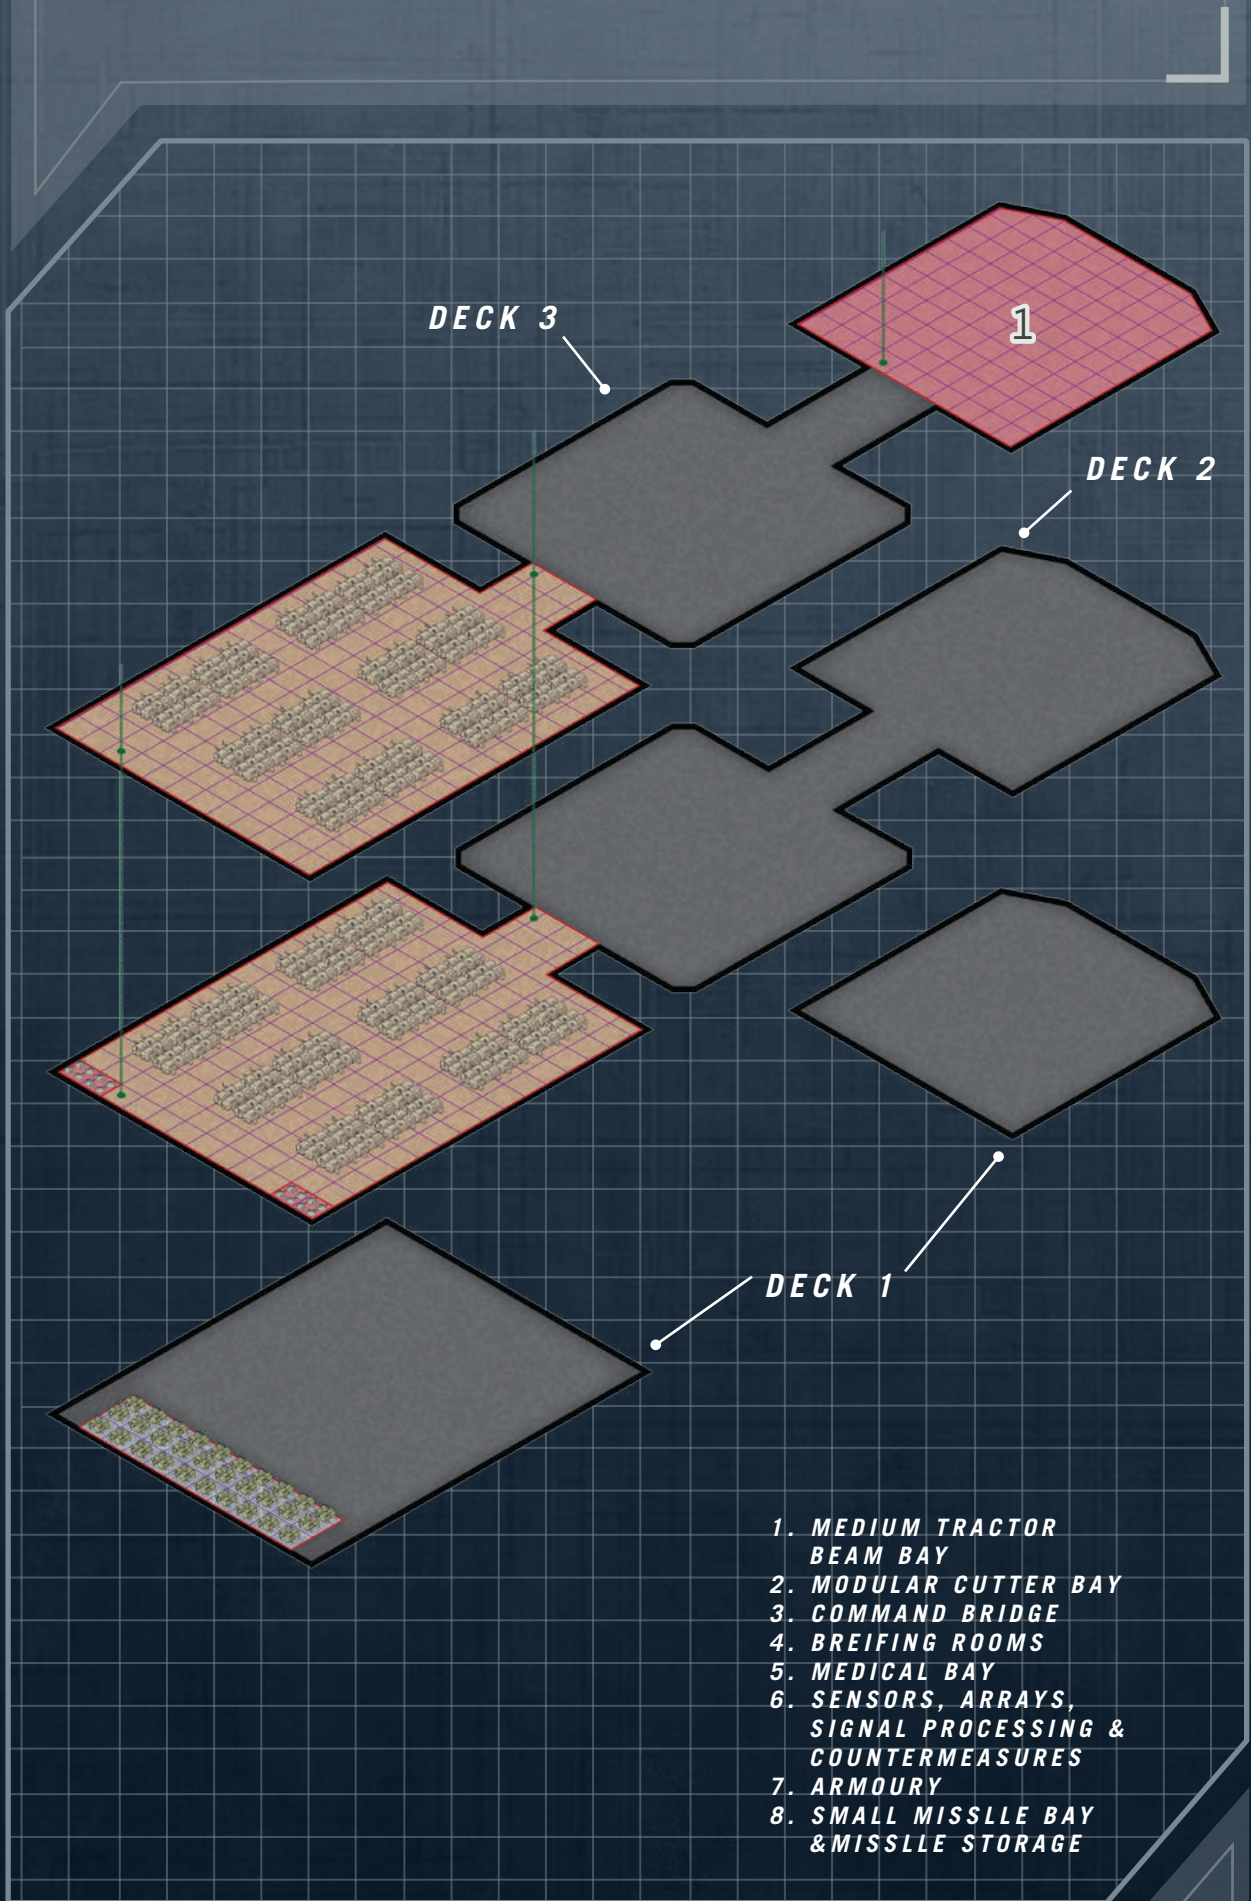 DECK 3
1
DECK 2
DECK 1
1. MEDIUM TRACTOR
BEAM BAY
2. MODULAR CUTTER BAY
3. COMMAND BRIDGE
4. BREIFING ROOMS
5. MEDICAL BAY
6. SENSORS, ARRAYS,
SIGNAL PROCESSING &
COUNTERMEASURES
7. ARMOURY
8. SMALL MISSLLE BAY
&MISSLLE STORAGE